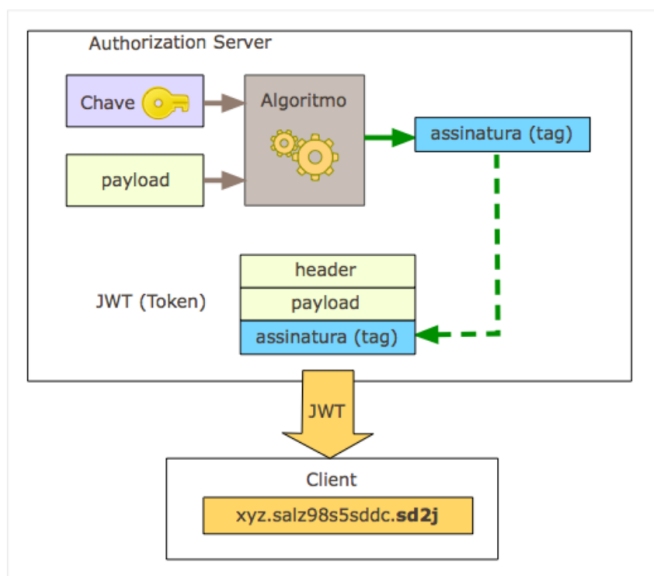 Authorization Server
Chave
Algoritmo
assinatura (tag)
payload
header
JWT (Token)
payload
assinatura (tag)
JWT
Client
xyz.salz98s5sddc.sd2j